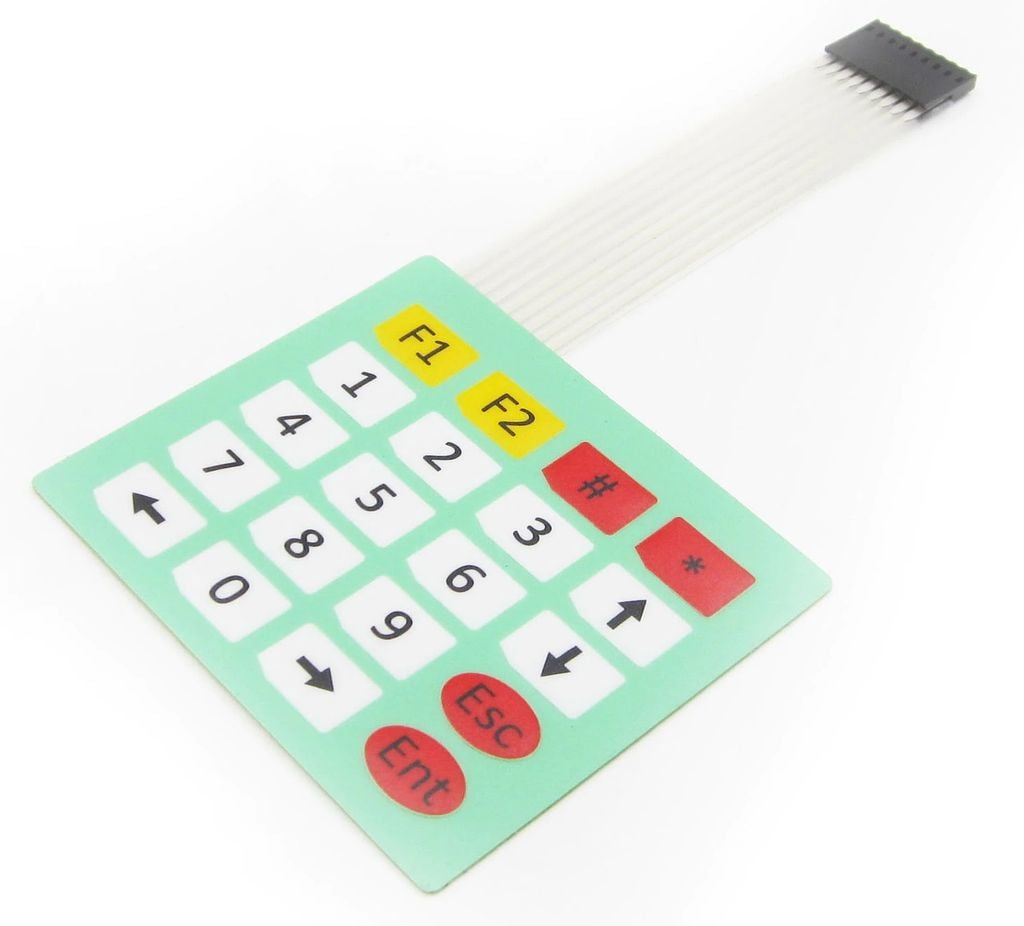 F1 F2 # *
1 2 3 ↑
4 5 6 ↓
7 8 9 Esc
← 0 → Ent